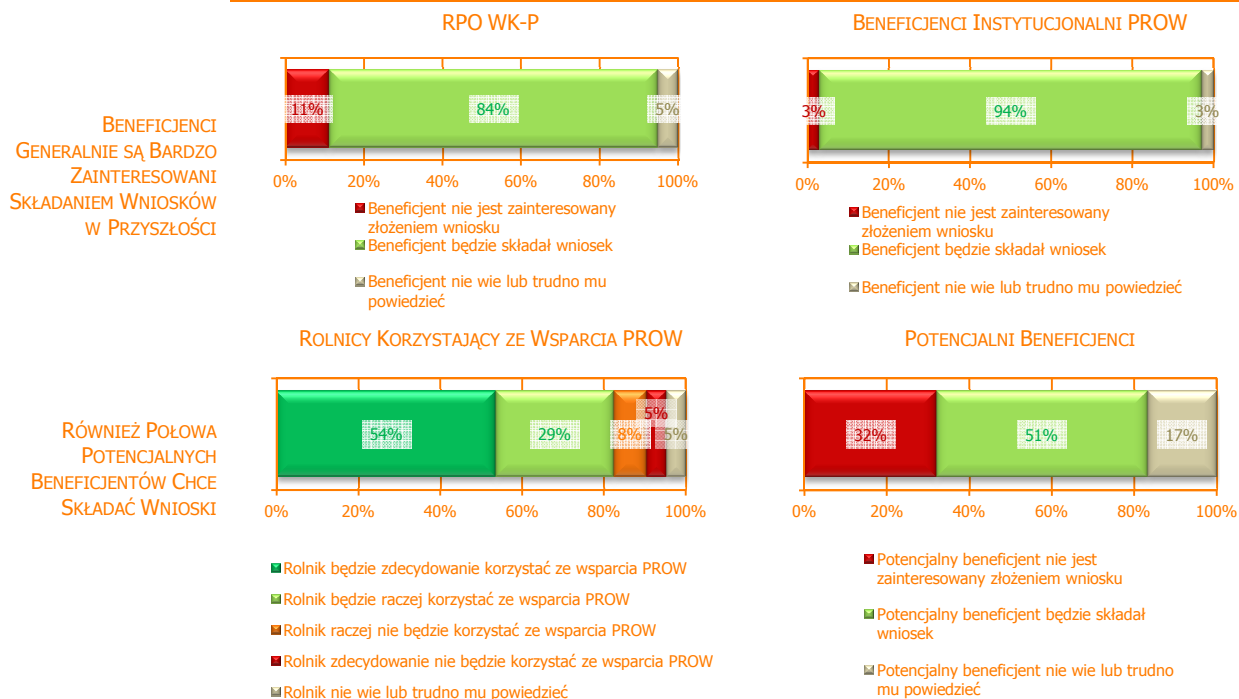 RPO WK-P
BENEFICJENCI INSTYTUCJONALNI PROW
BENEFICJENCI
GENERALNIE SĄ BARDZO
ZAINTERESOWANI
SKŁADANIEM WNIOSKÓW
W PRZYSZŁOŚCI
11% 84% 5%
0% 20% 40% 60% 80% 100%
Beneficjent nie jest zainteresowany
złożeniem wniosku
Beneficjent będzie składał wniosek
Beneficjent nie wie lub trudno mu
powiedzieć
3% 94% 3%
0% 20% 40% 60% 80% 100%
Beneficjent nie jest zainteresowany
złożeniem wniosku
Beneficjent będzie składał wniosek
Beneficjent nie wie lub trudno mu powiedzieć
ROLNICY KORZYSTAJĄCY ZE WSPARCIA PROW
POTENCJALNI BENEFICJENCI
RÓWNIEŻ POŁOWA
POTENCJALNYCH
BENEFICJENTÓW CHCE
SKŁADAĆ WNIOSKI
54% 29% 8% 5% 5%
0% 20% 40% 60% 80% 100%
Rolnik będzie zdecydowanie korzystać ze wsparcia PROW
Rolnik będzie raczej korzystać ze wsparcia PROW
Rolnik raczej nie będzie korzystać ze wsparcia PROW
Rolnik zdecydowanie nie będzie korzystać ze wsparcia PROW
Rolnik nie wie lub trudno mu powiedzieć
32% 51% 17%
0% 20% 40% 60% 80% 100%
Potencjalny beneficjent nie jest
zainteresowany złożeniem wniosku
Potencjalny beneficjent będzie składał
wniosek
Potencjalny beneficjent nie wie lub trudno
mu powiedzieć